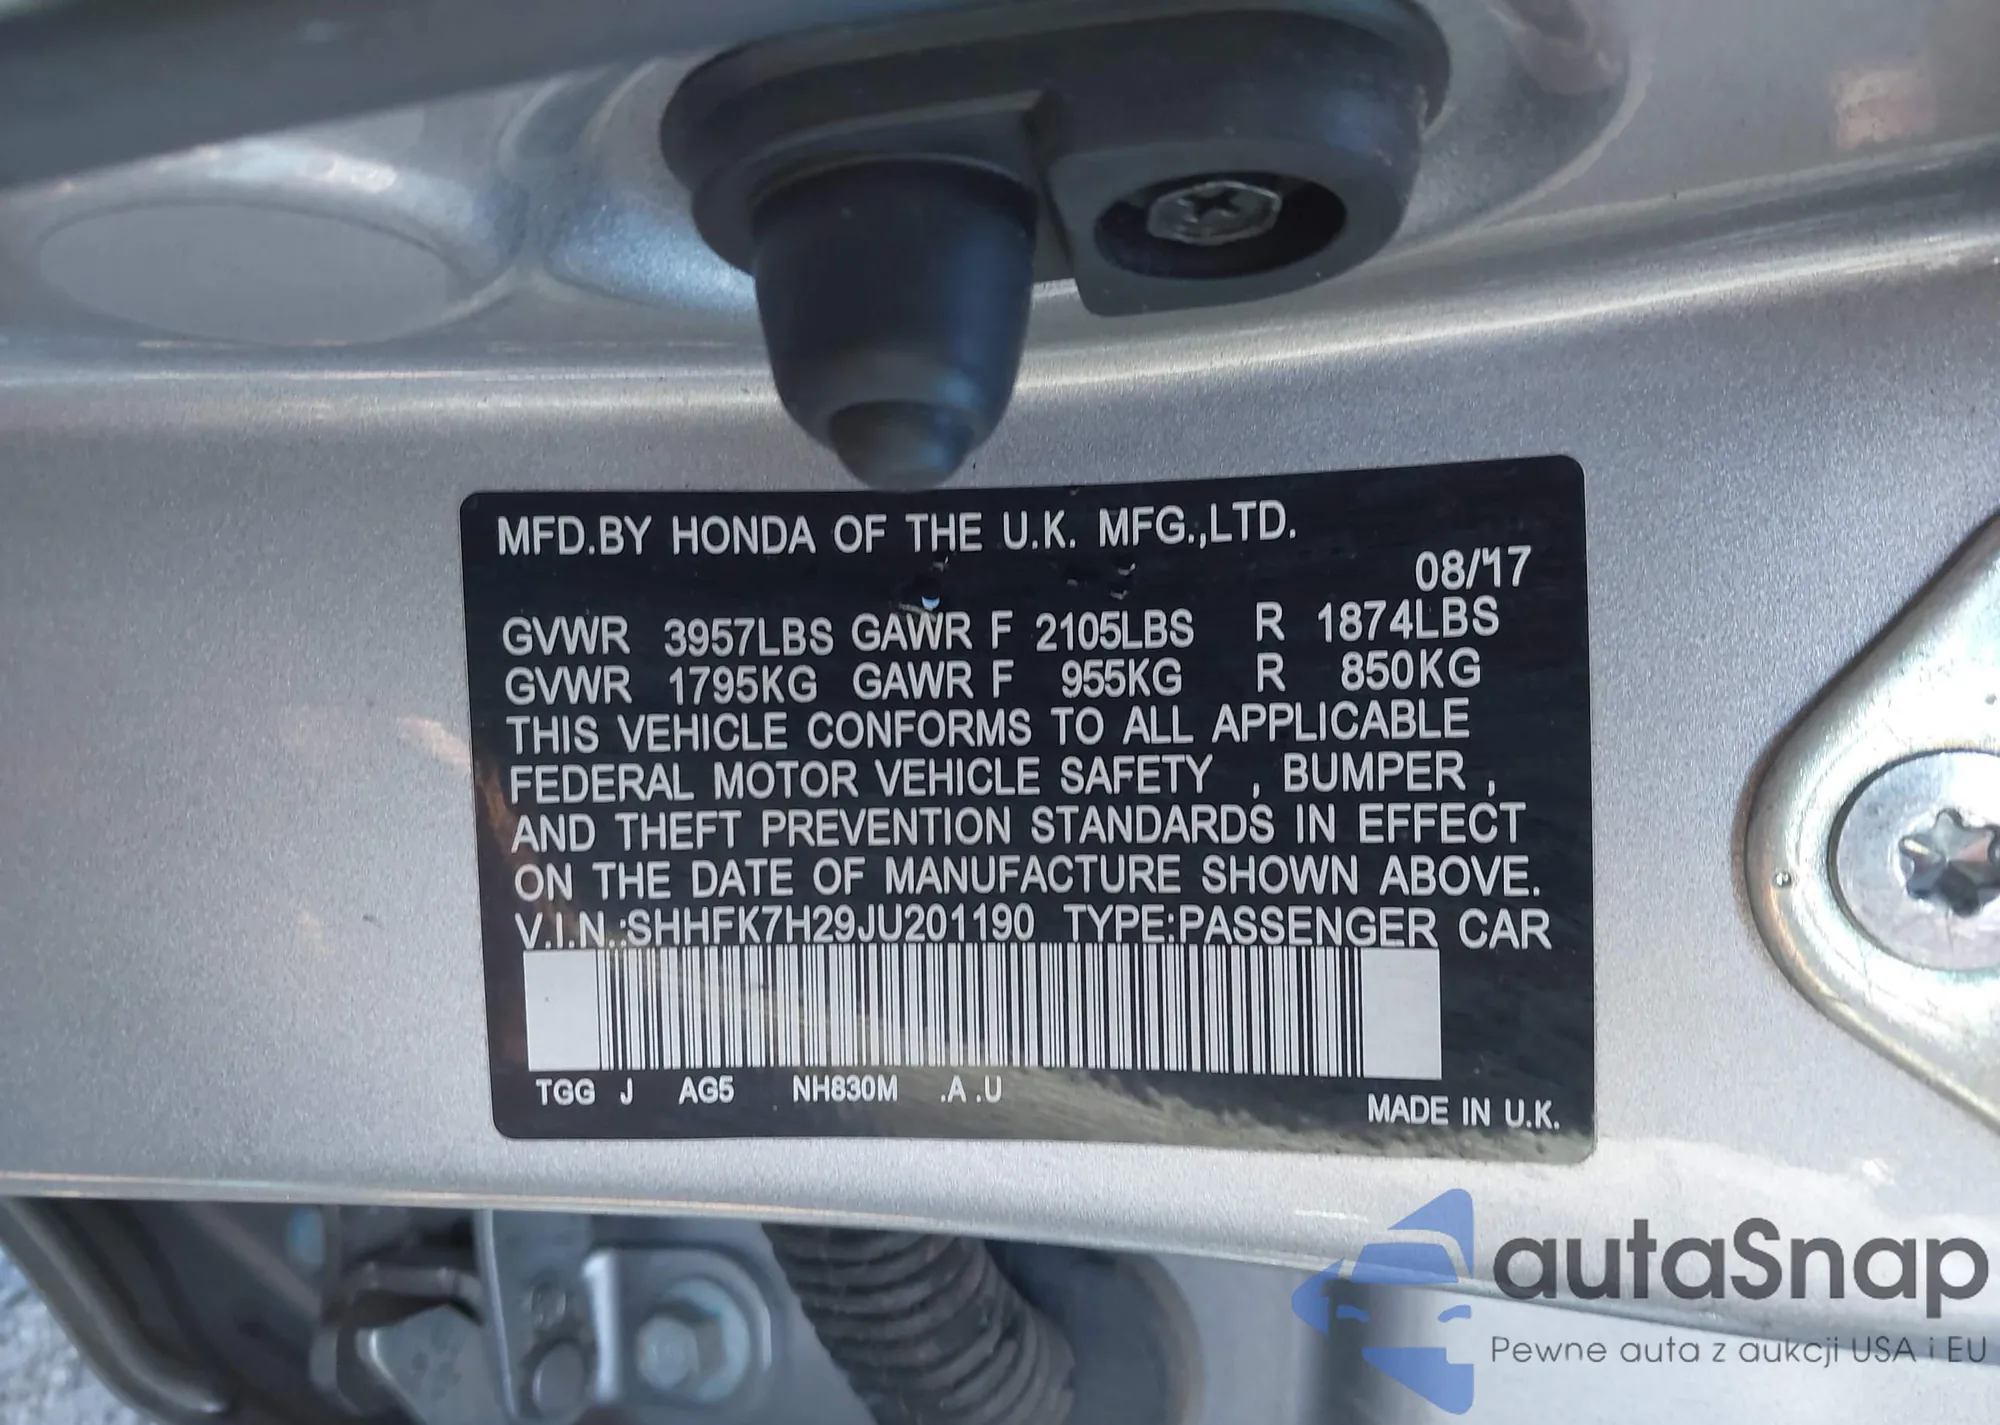 MFD.BY HONDA OF THE U.K. MFG.,LTD.
08/'17
GVWR 3957LBS GAWR F 2105LBS R 1874LBS
GVWR 1795KG GAWR F 955KG R 850KG
THIS VEHICLE CONFORMS TO ALL APPLICABLE
FEDERAL MOTOR VEHICLE SAFETY , BUMPER ,
AND THEFT PREVENTION STANDARDS IN EFFECT
ON THE DATE OF MANUFACTURE SHOWN ABOVE.
V.I.N.:SHHFK7H29JU201190 TYPE:PASSENGER CAR
TGG J AG5 NH830M .A .U
MADE IN U.K.
autaSnap
Pewne auta z aukcji USA i EU